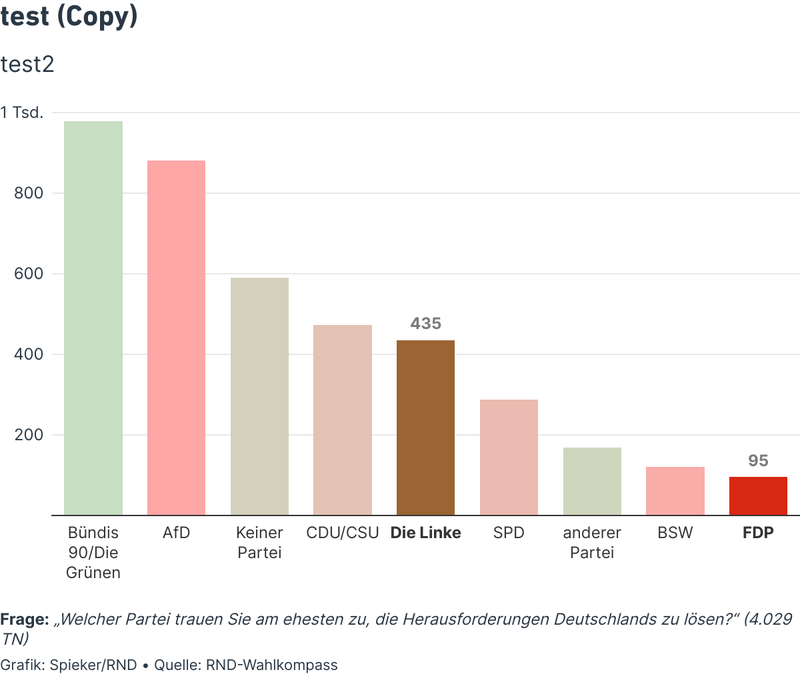 test (Copy)
test2
1 Tsd.
800
600
400
200
435
95
Bündis
90/Die
Grünen
AfD
Keiner
Partei
CDU/CSU
Die Linke
SPD
anderer
Partei
BSW
FDP
Frage: „Welcher Partei trauen Sie am ehesten zu, die Herausforderungen Deutschlands zu lösen?“ (4.029
TN)
Grafik: Spieker/RND • Quelle: RND-Wahlkompass